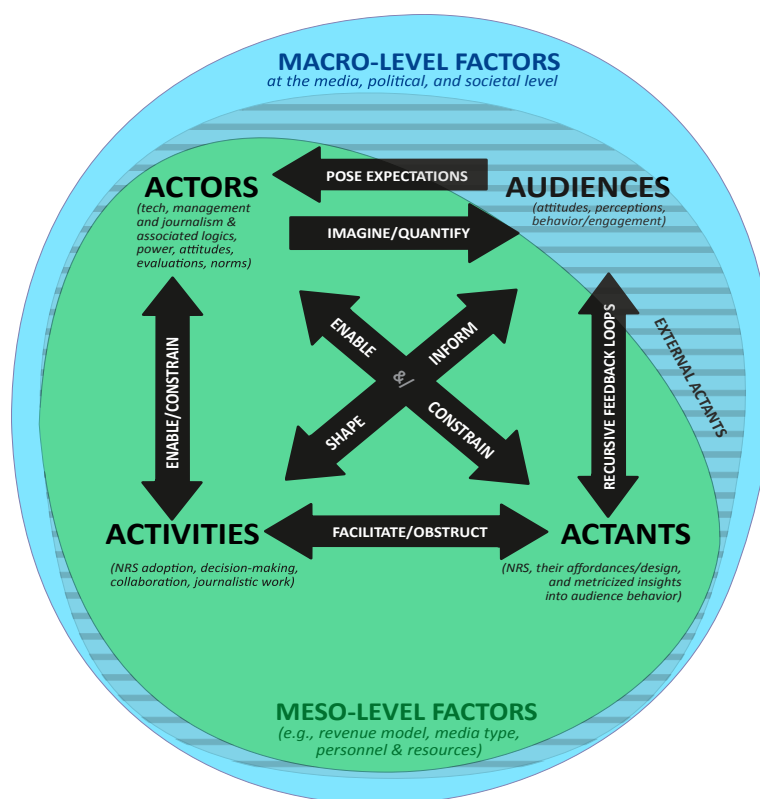 MACRO-LEVEL FACTORS
at the media, political, and societal level
POSE EXPECTATIONS
ACTORS
(tech, management
and journalism &
associated logics,
power, attitudes,
evaluations, norms)
AUDIENCES
(attitudes, perceptions,
behavior/engagement)
IMAGINE/QUANTIFY
ENABLE
INFORM
&/
SHAPE
CONSTRAIN
ENABLE/CONSTRAIN
RECURSIVE FEEDBACK LOOPS
EXTERNAL ACTANTS
ACTIVITIES
(NRS adoption, decision-making,
collaboration, journalistic work)
FACILITATE/OBSTRUCT
ACTANTS
(NRS, their affordances/design,
and metricized insights
into audience behavior)
MESO-LEVEL FACTORS
(e.g., revenue model, media type,
personnel & resources)